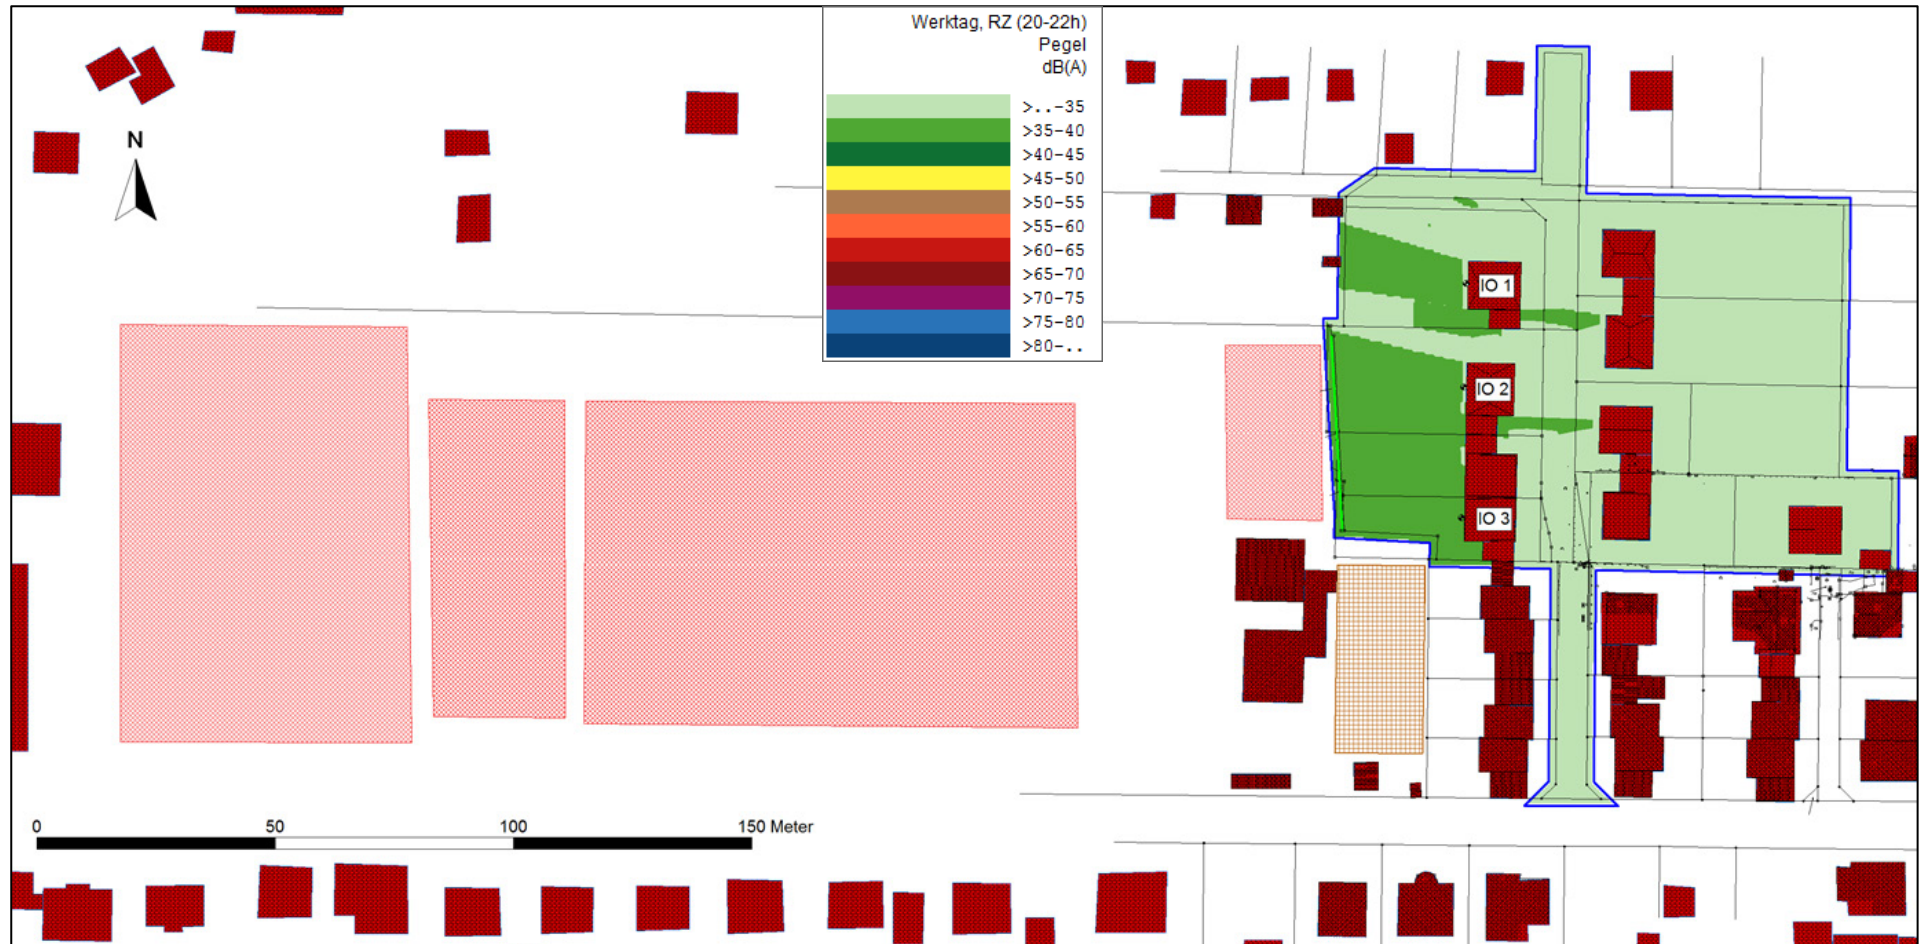 Werktag, RZ (20-22h)
Pegel
dB(A)
>..-35
>35-40
>40-45
>45-50
>50-55
>55-60
>60-65
>65-70
>70-75
>75-80
>80-..
N
IO 1
IO 2
IO 3
0 50 100 150 Meter